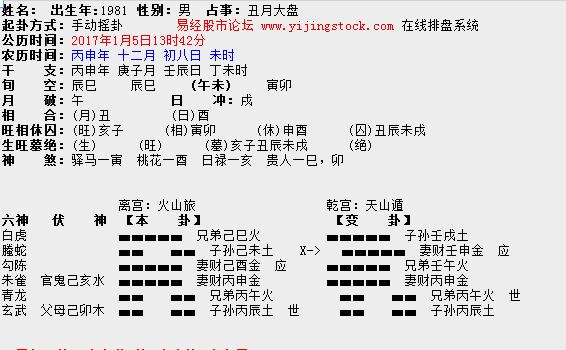 姓名： 出生年:1981 性别: 男 占事: 丑月大盘
起卦方式: 手动摇卦 易经股市论坛 www.yijingstock.com 在线排盘系统
公历时间: 2017年1月5日13时42分
农历时间: 丙申年 十二月 初八日 未时
干 支: 丙申年 庚子月 壬辰日 丁未时
旬 空: 辰巳 辰巳 (午未) 寅卯
月 破: 午 日 冲: 戌
相 合: (月)丑 (日)酉
旺相休囚: (旺)亥子 (相)寅卯 (休)申酉 (囚)丑辰未戌
生旺墓绝: (生) (旺) (墓)亥子丑辰未戌 (绝)
神 煞: 驿马—寅 桃花—酉 日禄—亥 贵人—巳，卯
离宫: 火山旅 乾宫: 天山遁
六神 伏 神 【本 卦】 【变 卦】
白虎 兄弟己巳火 子孙壬戌土
螣蛇 子孙己未土 X-> 妻财壬申金 应
勾陈 妻财己酉金 应 兄弟壬午火
朱雀 官鬼己亥水 妻财丙申金 妻财丙申金
青龙 兄弟丙午火 兄弟丙午火 世
玄武 父母己卯木 子孙丙辰土 世 子孙丙辰土